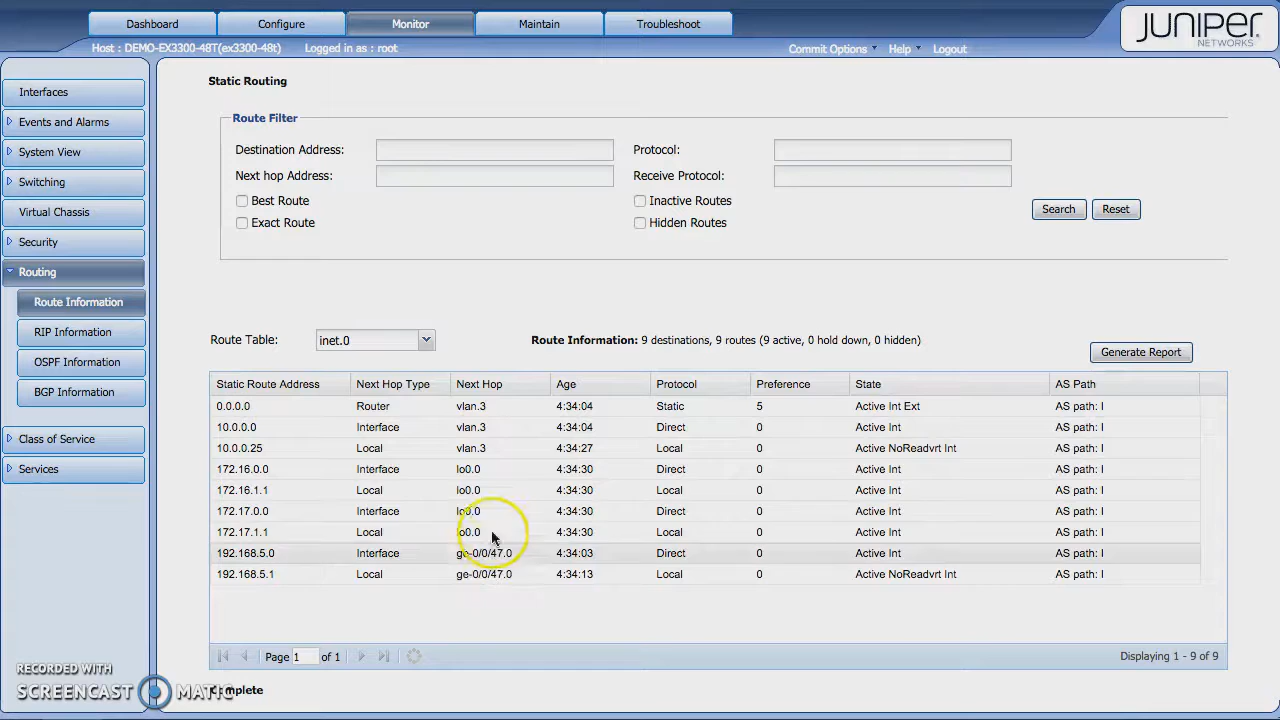 Dashboard Configure Monitor Maintain Troubleshoot
JUNIPER
NETWORKS
Host : DEMO-EX3300-48T(ex3300-48t) Logged in as : root Commit Options Help Logout
Interfaces
Events and Alarms
System View
Switching
Virtual Chassis
Security
Routing
Route Information
RIP Information
OSPF Information
BGP Information
Class of Service
Services
Static Routing
Route Filter
Destination Address: Protocol:
Next hop Address: Receive Protocol:
Best Route Inactive Routes
Exact Route Hidden Routes
Search Reset
Route Table: inet.0 Route Information: 9 destinations, 9 routes (9 active, 0 hold down, 0 hidden)
Generate Report
Static Route Address Next Hop Type Next Hop Age Protocol Preference State AS Path
0.0.0.0 Router vlan.3 4:34:04 Static 5 Active Int Ext AS path: I
10.0.0.0 Interface vlan.3 4:34:04 Direct 0 Active Int AS path: I
10.0.0.25 Local vlan.3 4:34:27 Local 0 Active NoReadvrt Int AS path: I
172.16.0.0 Interface lo0.0 4:34:30 Direct 0 Active Int AS path: I
172.16.1.1 Local lo0.0 4:34:30 Local 0 Active Int AS path: I
172.17.0.0 Interface lo0.0 4:34:30 Direct 0 Active Int AS path: I
172.17.1.1 Local lo0.0 4:34:30 Local 0 Active Int AS path: I
192.168.5.0 Interface ge-0/0/47.0 4:34:03 Direct 0 Active Int AS path: I
192.168.5.1 Local ge-0/0/47.0 4:34:13 Local 0 Active NoReadvrt Int AS path: I
Page 1 of 1 Displaying 1 - 9 of 9
RECORDED WITH
SCREENCAST MATIC